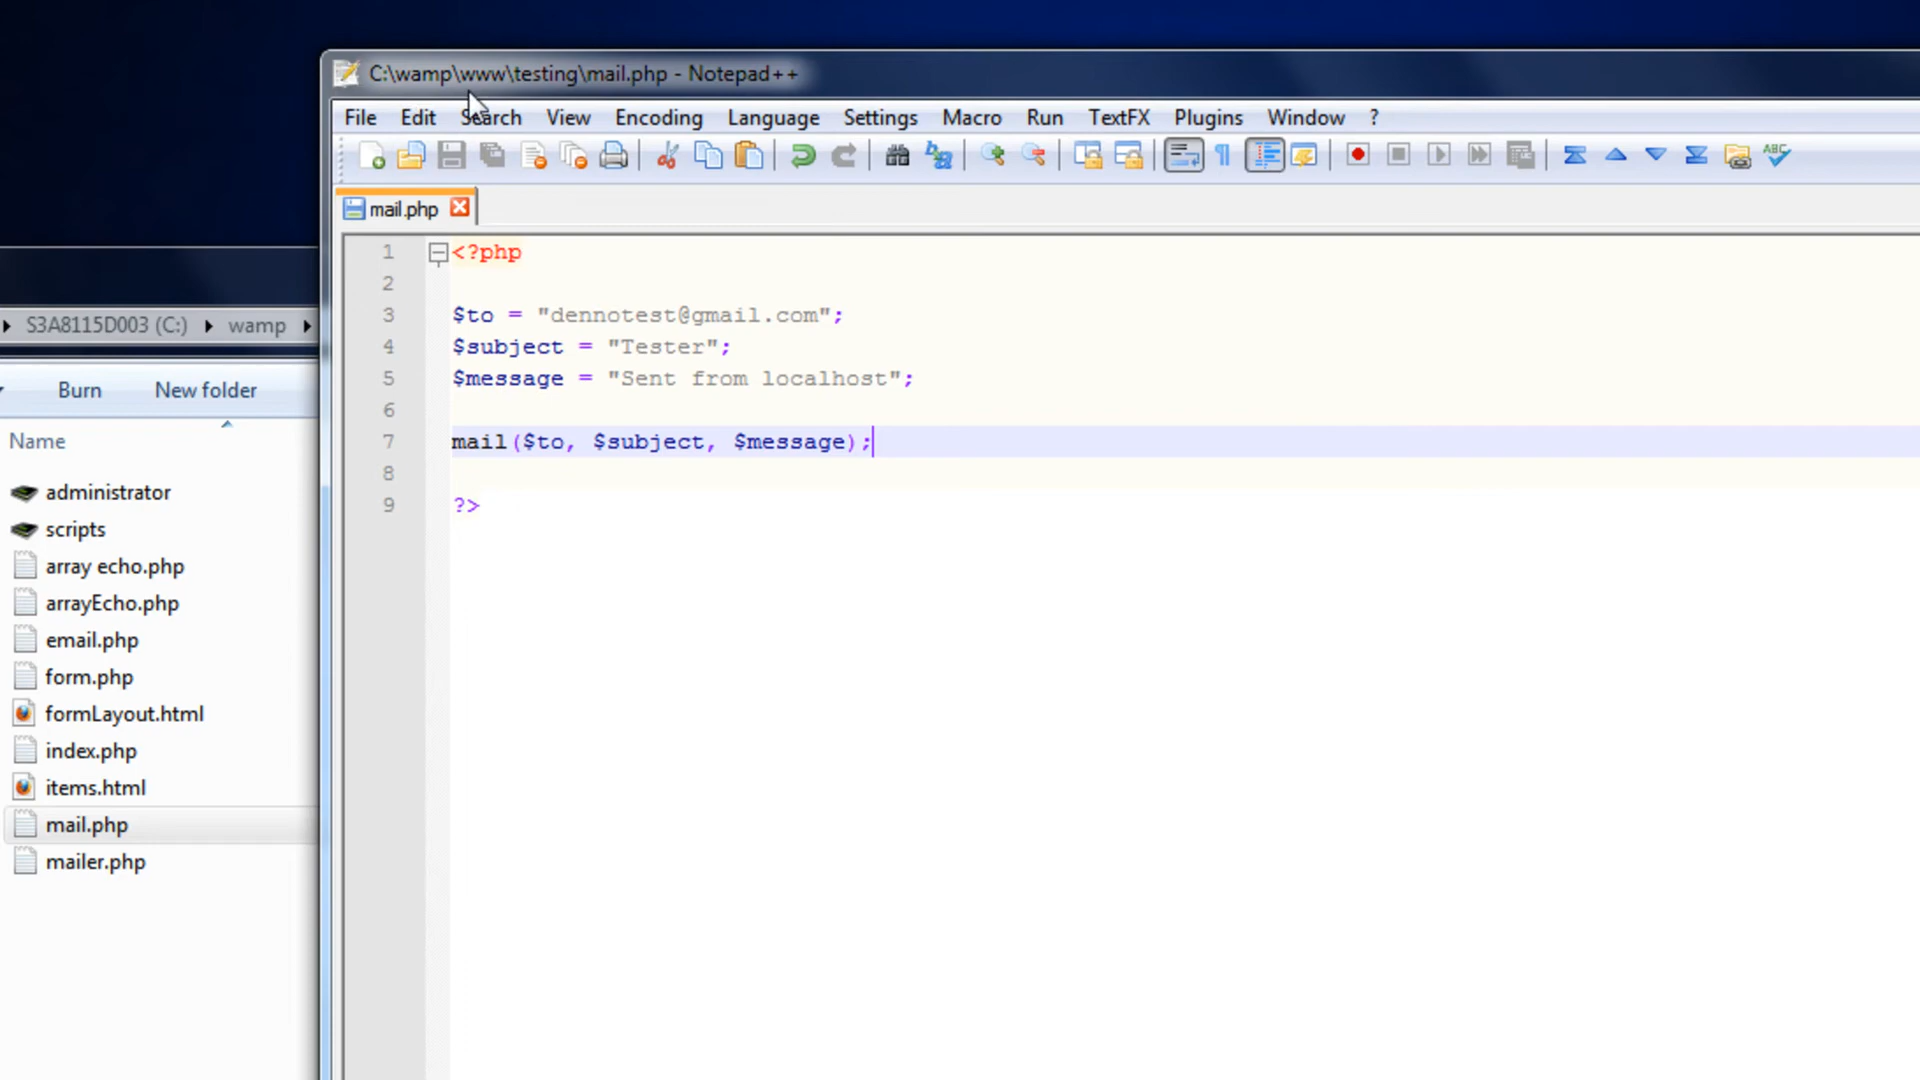 C:\wamp\www\testing\mail.php - Notepad++
File Edit Search View Encoding Language Settings Macro Run TextFX Plugins Window ?
ABC
mail.php
1 <?php
2
3 $to = "dennotest@gmail.com";
4 $subject = "Tester";
5 $message = "Sent from localhost";
6
7 mail($to, $subject, $message);
8
9 ?>
S3A8115D003 (C:) wamp
Burn New folder
Name
administrator
scripts
array echo.php
arrayEcho.php
email.php
form.php
formLayout.html
index.php
items.html
mail.php
mailer.php